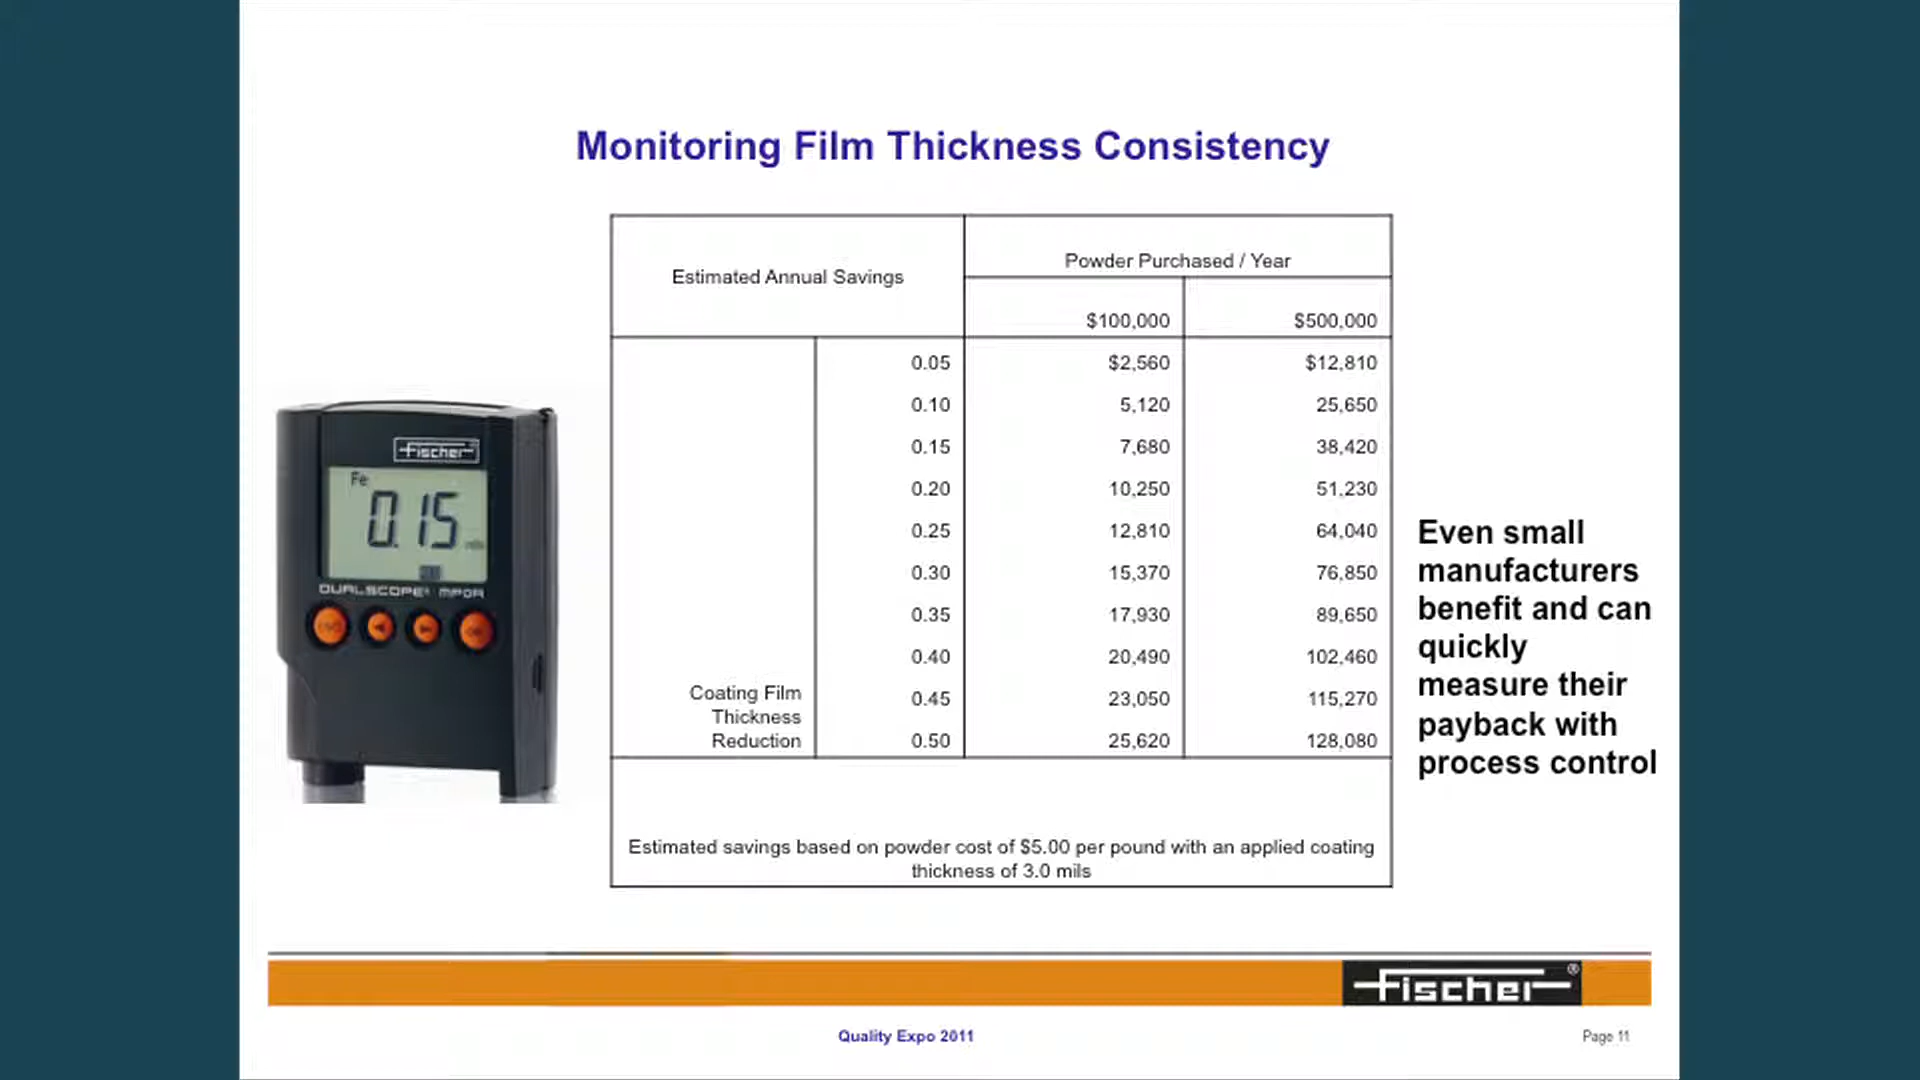 Monitoring Film Thickness Consistency
Estimated Annual Savings
Powder Purchased / Year
$100,000 $500,000
0.05 $2,560 $12,810
0.10 5,120 25,650
0.15 7,680 38,420
0.20 10,250 51,230
0.25 12,810 64,040
0.30 15,370 76,850
0.35 17,930 89,650
0.40 20,490 102,460
Coating Film
Thickness
Reduction
0.45 23,050 115,270
0.50 25,620 128,080
Estimated savings based on powder cost of $5.00 per pound with an applied coating
thickness of 3.0 mils
Fischer
Fe
0.15
DUALSCOPE® MP0R
Even small
manufacturers
benefit and can
quickly
measure their
payback with
process control
Fischer®
Quality Expo 2011
Page 11